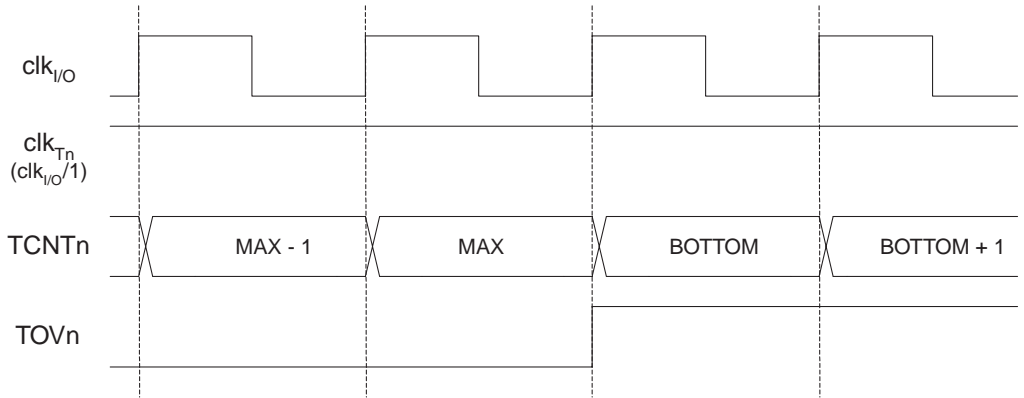 clkI/O
clkTn
(clkI/O/1)
TCNTn MAX - 1 MAX BOTTOM BOTTOM + 1
TOVn